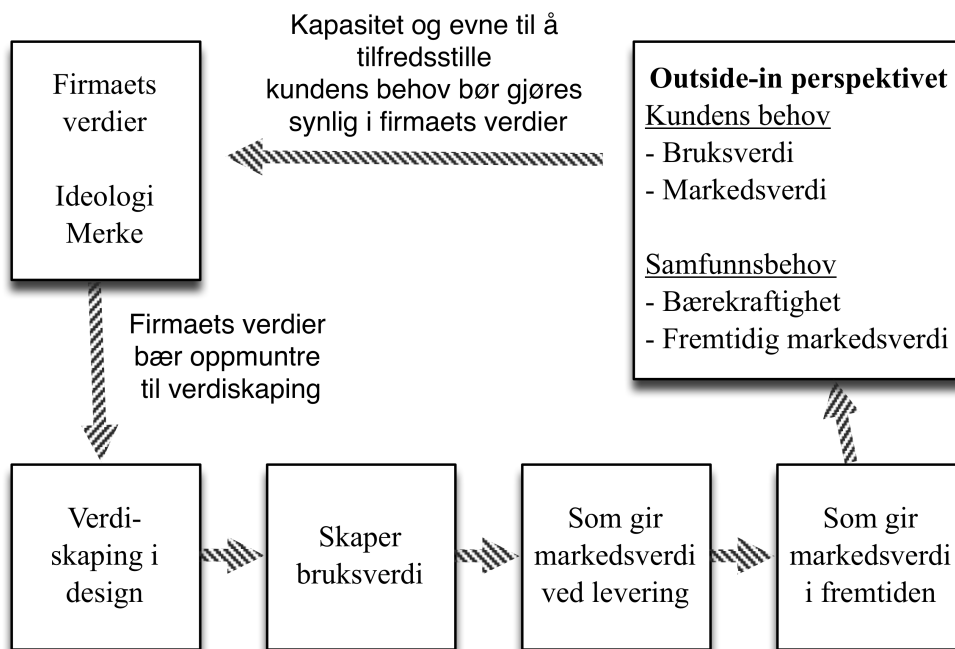 Firmaets
verdier
Ideologi
Merke
Kapasitet og evne til å
tilfredsstille
kundens behov bør gjøres
synlig i firmaets verdier
Outside-in perspektivet
Kundens behov
- Bruksverdi
- Markedsverdi
Samfunnsbehov
- Bærekraftighet
- Fremtidig markedsverdi
Firmaets verdier
bær oppmuntre
til verdiskaping
Verdi-
skaping i
design
Skaper
bruksverdi
Som gir
markedsverdi
ved levering
Som gir
markedsverdi
i fremtiden